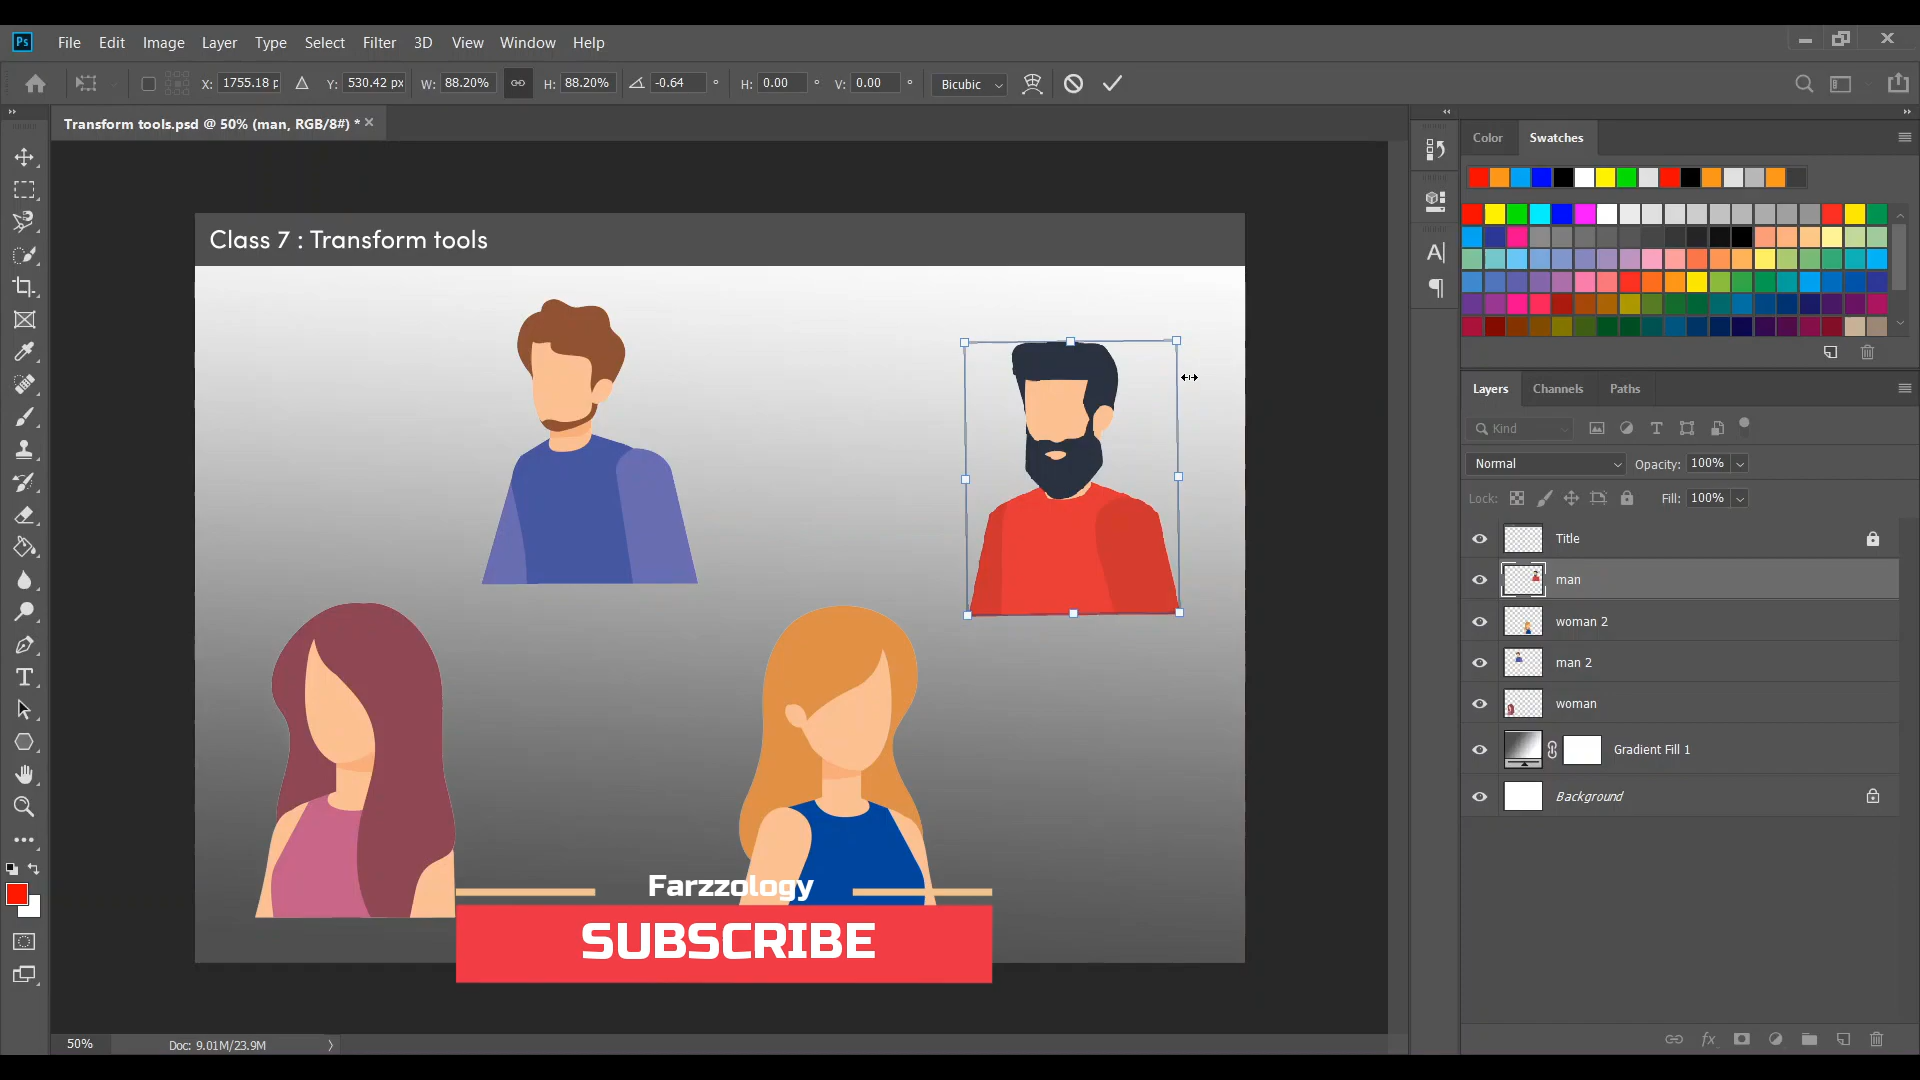 Ps File Edit Image Layer Type Select Filter 3D View Window Help
X: 1755.18 p Y: 530.42 px W: 88.20% H: 88.20% -0.64 ° H: 0.00 ° V: 0.00 ° Bicubic
Transform tools.psd @ 50% (man, RGB/8#) *
Color Swatches
Class 7 : Transform tools
Layers Channels Paths
Kind
Normal Opacity: 100%
Lock: Fill: 100%
Title
man
woman 2
man 2
woman
Gradient Fill 1
Background
Farzzology
SUBSCRIBE
50% Doc: 9.01M/23.9M
fx